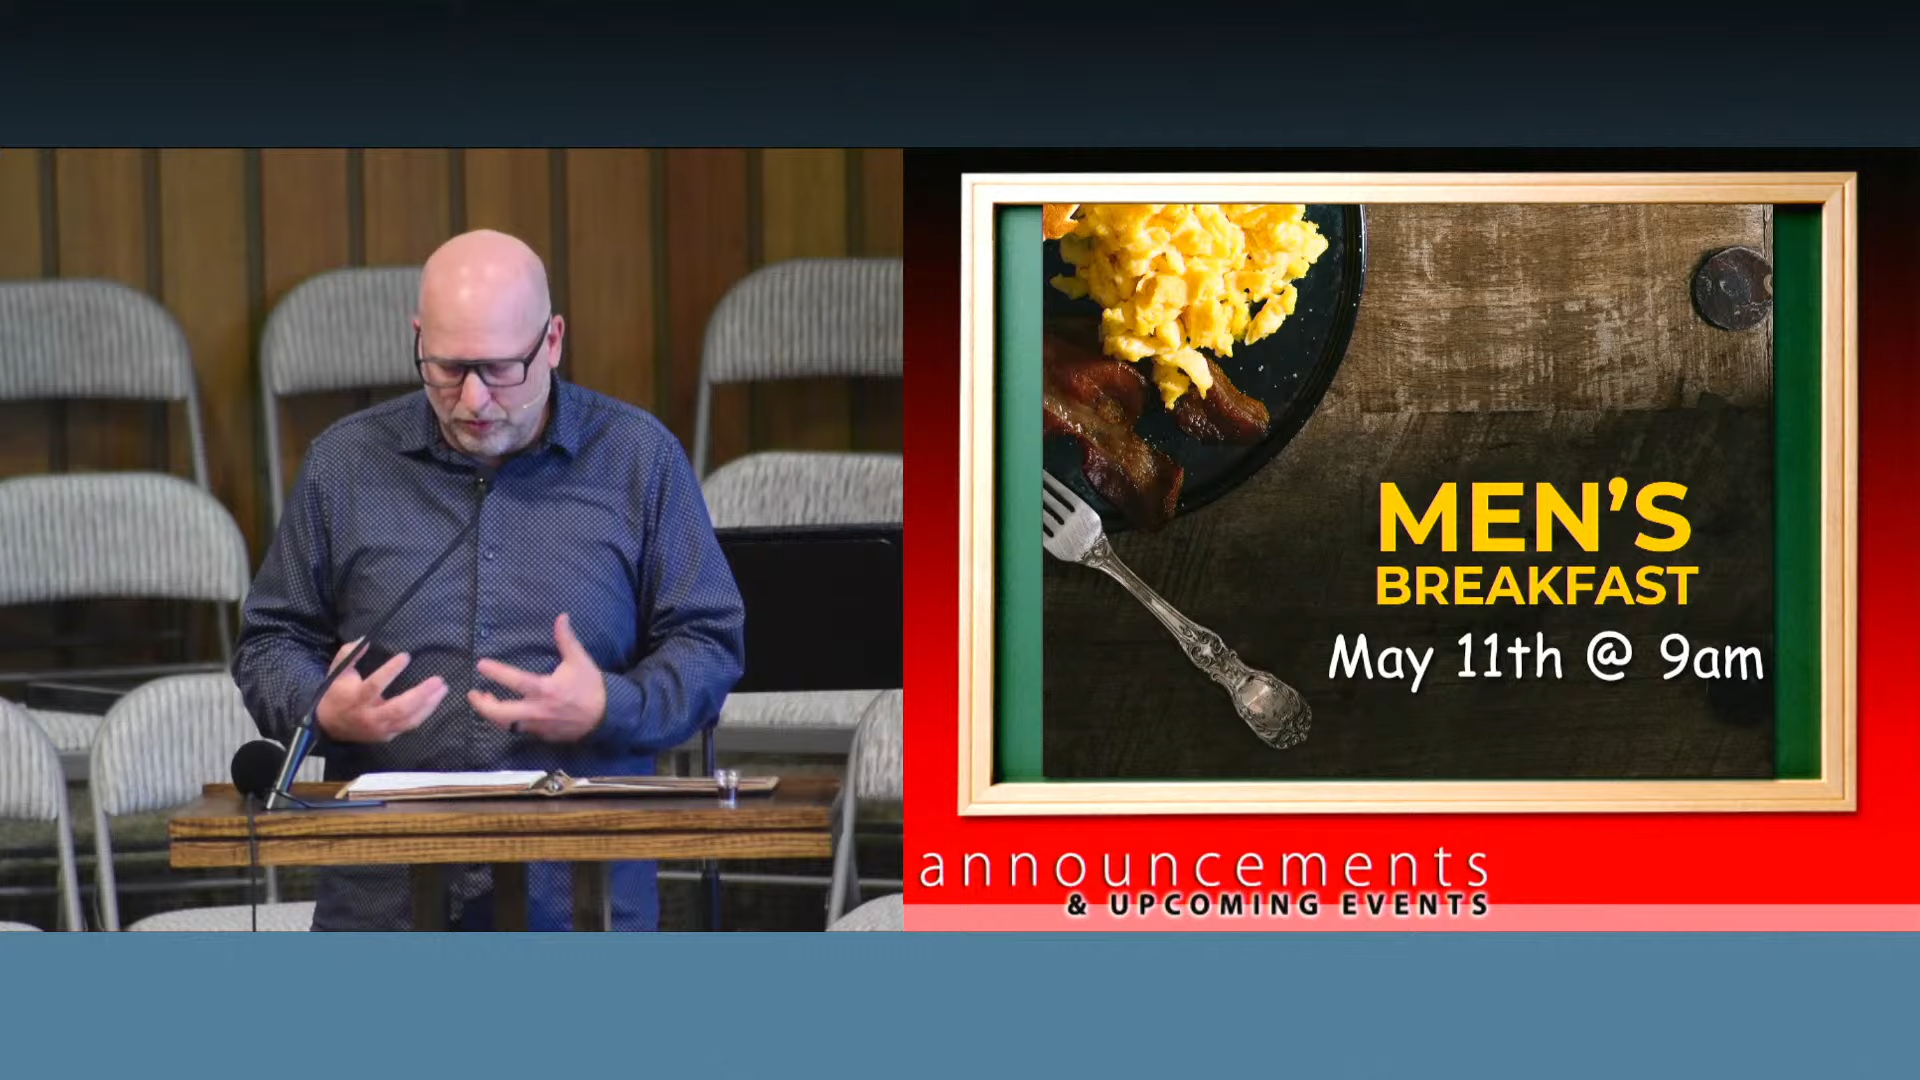 MEN'S
BREAKFAST
May 11th @ 9am
announcements
& UPCOMING EVENTS